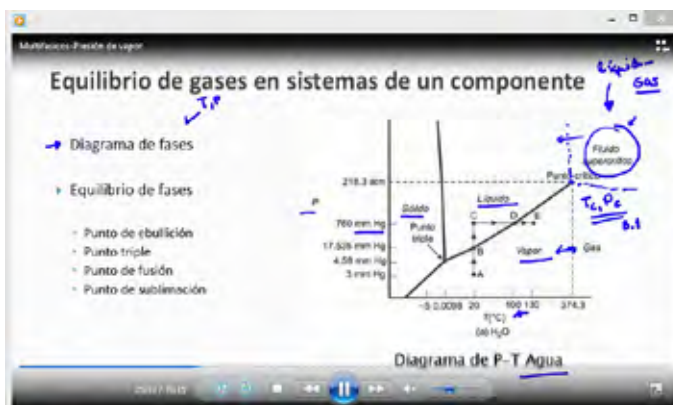 Multifásicos-Presión de vapor
Equilibrio de gases en sistemas de un componente
GAS
T, P
Diagrama de fases
Equilibrio de fases
Punto de ebullición
Punto triple
Punto de fusión
Punto de sublimación
Fluido supercrítico
Punto crítico
Tc, Pc
218.3 atm
P
Sólido
Líquido
760 mm Hg
C D E
Punto triple
17.526 mm Hg
B
Vapor
Gas
4.58 mm Hg
3 mm Hg
A
-5 0.0098 20 100 130 374.3
T(°C)
(a) H₂O
Diagrama de P-T Agua